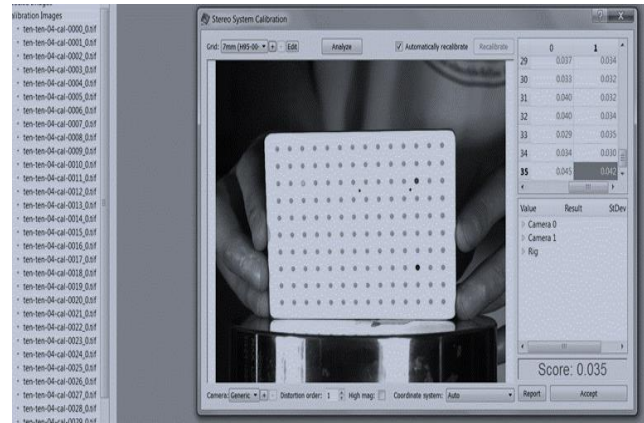 libration Images
ten-ten-04-cal-0000_0.tif
ten-ten-04-cal-0001_0.tif
ten-ten-04-cal-0002_0.tif
ten-ten-04-cal-0003_0.tif
ten-ten-04-cal-0004_0.tif
ten-ten-04-cal-0005_0.tif
ten-ten-04-cal-0006_0.tif
ten-ten-04-cal-0007_0.tif
ten-ten-04-cal-0008_0.tif
ten-ten-04-cal-0009_0.tif
ten-ten-04-cal-0010_0.tif
ten-ten-04-cal-0011_0.tif
ten-ten-04-cal-0012_0.tif
ten-ten-04-cal-0013_0.tif
ten-ten-04-cal-0014_0.tif
ten-ten-04-cal-0015_0.tif
ten-ten-04-cal-0016_0.tif
ten-ten-04-cal-0017_0.tif
ten-ten-04-cal-0018_0.tif
ten-ten-04-cal-0019_0.tif
ten-ten-04-cal-0020_0.tif
ten-ten-04-cal-0021_0.tif
ten-ten-04-cal-0022_0.tif
ten-ten-04-cal-0023_0.tif
ten-ten-04-cal-0024_0.tif
ten-ten-04-cal-0025_0.tif
ten-ten-04-cal-0026_0.tif
ten-ten-04-cal-0027_0.tif
ten-ten-04-cal-0028_0.tif
ten-ten-04-cal-0029_0.tif
Stereo System Calibration
Grid: 7mm (H95-00- + - Edit Analyze Automatically recalibrate Recalibrate
0 1
29 0.037 0.034
30 0.033 0.032
31 0.040 0.032
32 0.040 0.034
33 0.029 0.035
34 0.034 0.030
35 0.045 0.042
Value Result StDev
Camera 0
Camera 1
Rig
Score: 0.035
Camera: Generic + - Distortion order: 1 High mag: Coordinate system: Auto Report Accept